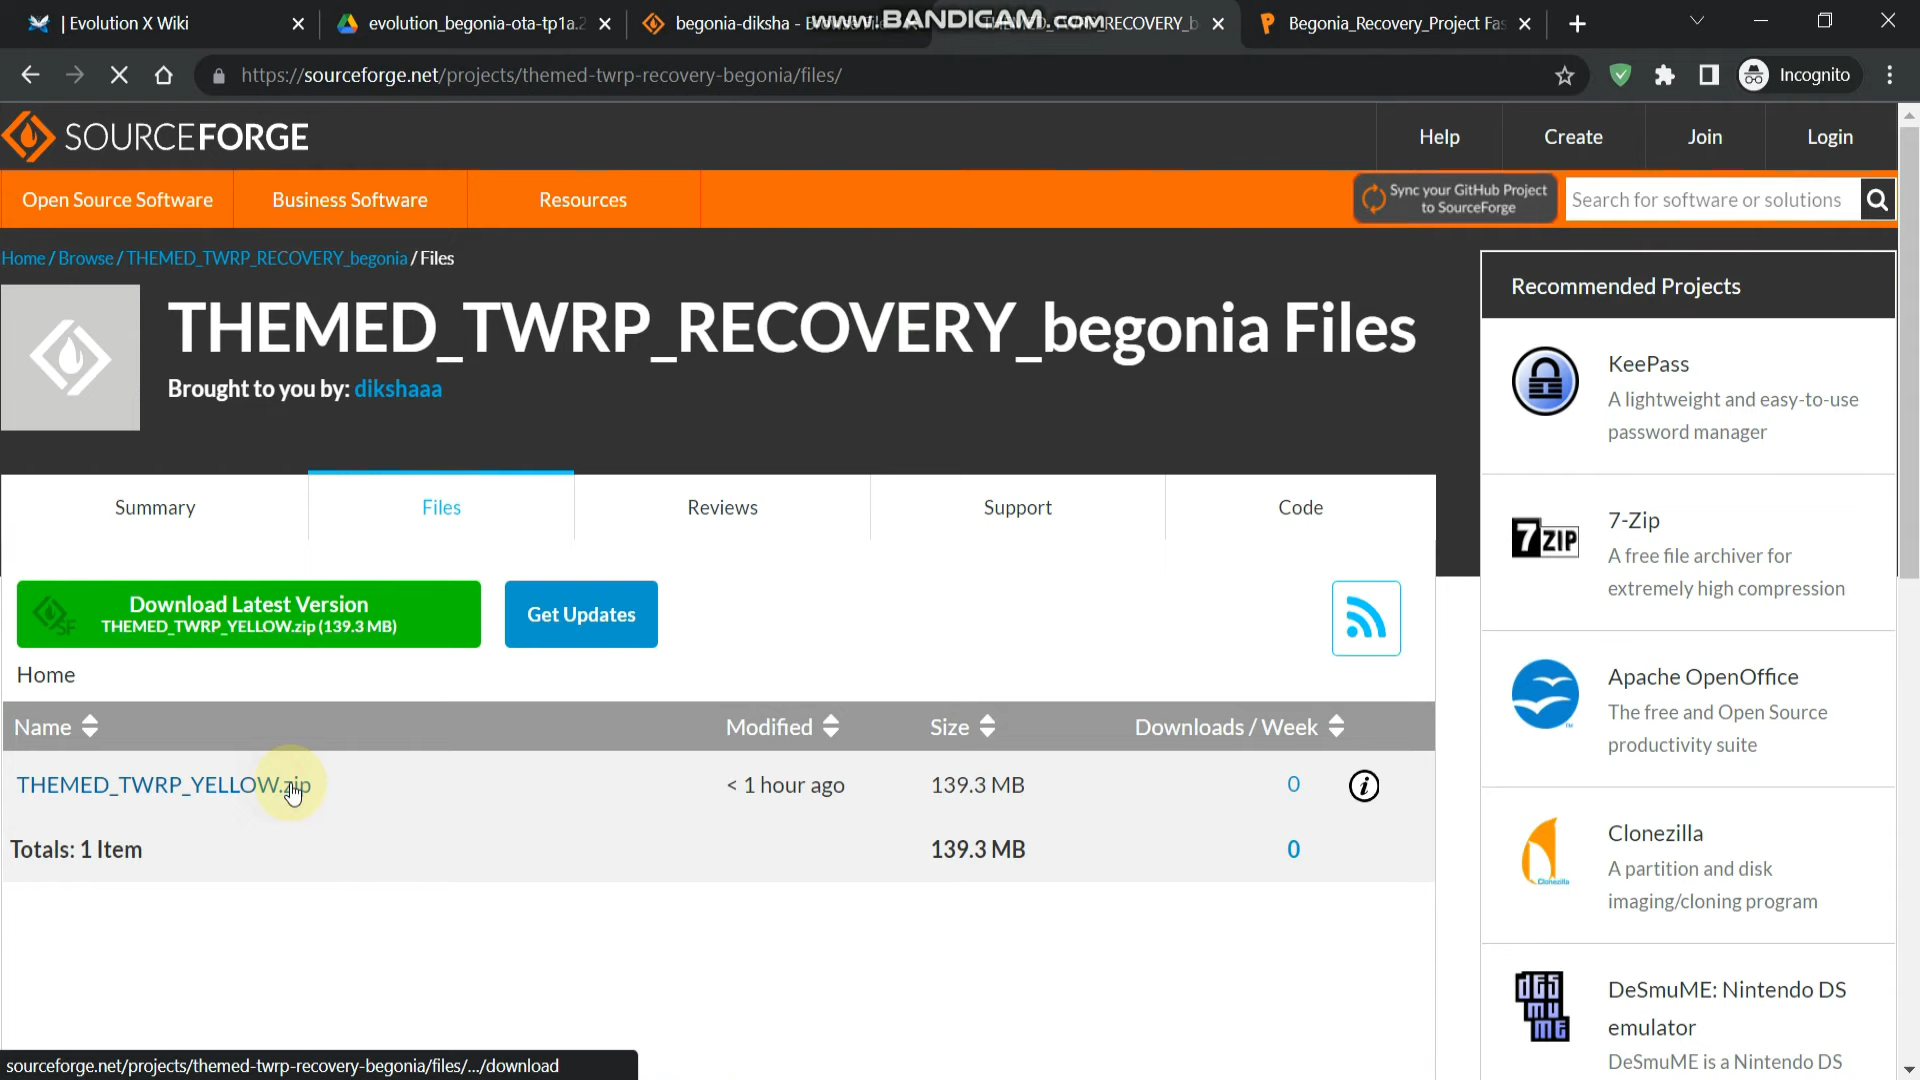 | Evolution X Wiki
evolution_begonia-ota-tp1a.2
begonia-diksha -
www.BANDICAM.com
RECOVERY_b
Begonia_Recovery_Project Fas
https://sourceforge.net/projects/themed-twrp-recovery-begonia/files/
Incognito
SOURCEFORGE
Help
Create
Join
Login
Open Source Software
Business Software
Resources
Sync your GitHub Project
to SourceForge
Search for software or solutions
Home / Browse / THEMED_TWRP_RECOVERY_begonia / Files
THEMED_TWRP_RECOVERY_begonia Files
Brought to you by: dikshaaa
Summary
Files
Reviews
Support
Code
Download Latest Version
THEMED_TWRP_YELLOW.zip (139.3 MB)
SF
Get Updates
Home
Name
Modified
Size
Downloads / Week
THEMED_TWRP_YELLOW.zip
< 1 hour ago
139.3 MB
0
i
Totals: 1 Item
139.3 MB
0
Recommended Projects
KeePass
A lightweight and easy-to-use
password manager
7ZIP
7-Zip
A free file archiver for
extremely high compression
Apache OpenOffice
The free and Open Source
productivity suite
Clonezilla
Clonezilla
A partition and disk
imaging/cloning program
DeSmuME
DeSmuME: Nintendo DS
emulator
DeSmuME is a Nintendo DS
sourceforge.net/projects/themed-twrp-recovery-begonia/files/.../download